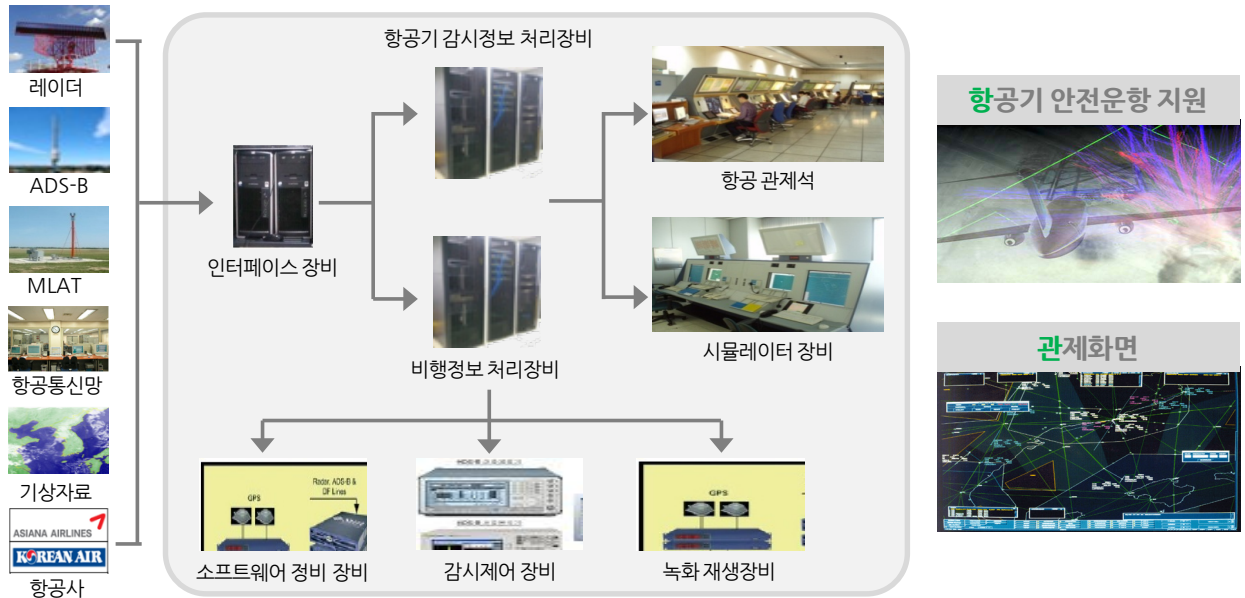 레이더
ADS-B
MLAT
항공통신망
기상자료
ASIANA AIRLINES
KOREAN AIR
항공사
인터페이스 장비
항공기 감시정보 처리장비
비행정보 처리장비
항공 관제석
시뮬레이터 장비
GPS
Radar, ADS-B &
DF Lines
소프트웨어 정비 장비
감시제어 장비
GPS
녹화 재생장비
항공기 안전운항 지원
관제화면